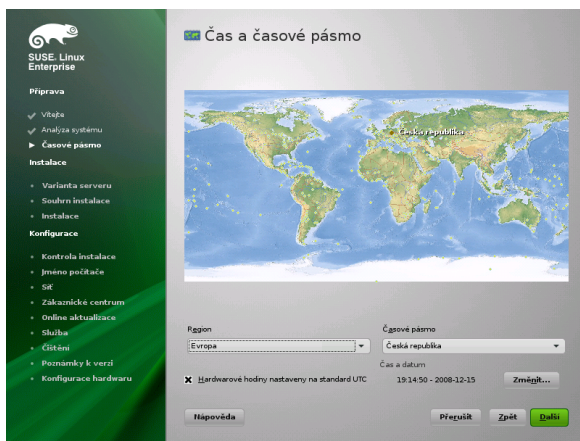 SUSE. Linux
Enterprise
Příprava
Vítejte
Analýza systému
Časové pásmo
Instalace
Varianta serveru
Souhrn instalace
Instalace
Konfigurace
Kontrola instalace
Jméno počítače
Síť
Zákaznické centrum
Online aktualizace
Služba
Čištění
Poznámky k verzi
Konfigurace hardwaru
Čas a časové pásmo
Česká republika
Region
Evropa
Časové pásmo
Česká republika
Hardwarové hodiny nastaveny na standard UTC
Čas a datum
19:14:50 - 2008-12-15
Změnit...
Nápověda
Přerušit
Zpět
Další